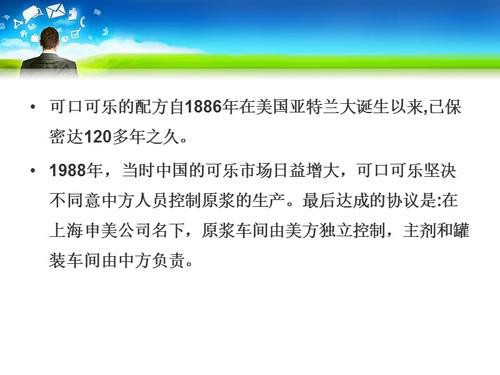 • 可口可乐的配方自1886年在美国亚特兰大诞生以来,已保
密达120多年之久。
• 1988年，当时中国的可乐市场日益增大，可口可乐坚决
不同意中方人员控制原浆的生产。最后达成的协议是:在
上海申美公司名下，原浆车间由美方独立控制，主剂和罐
装车间由中方负责。